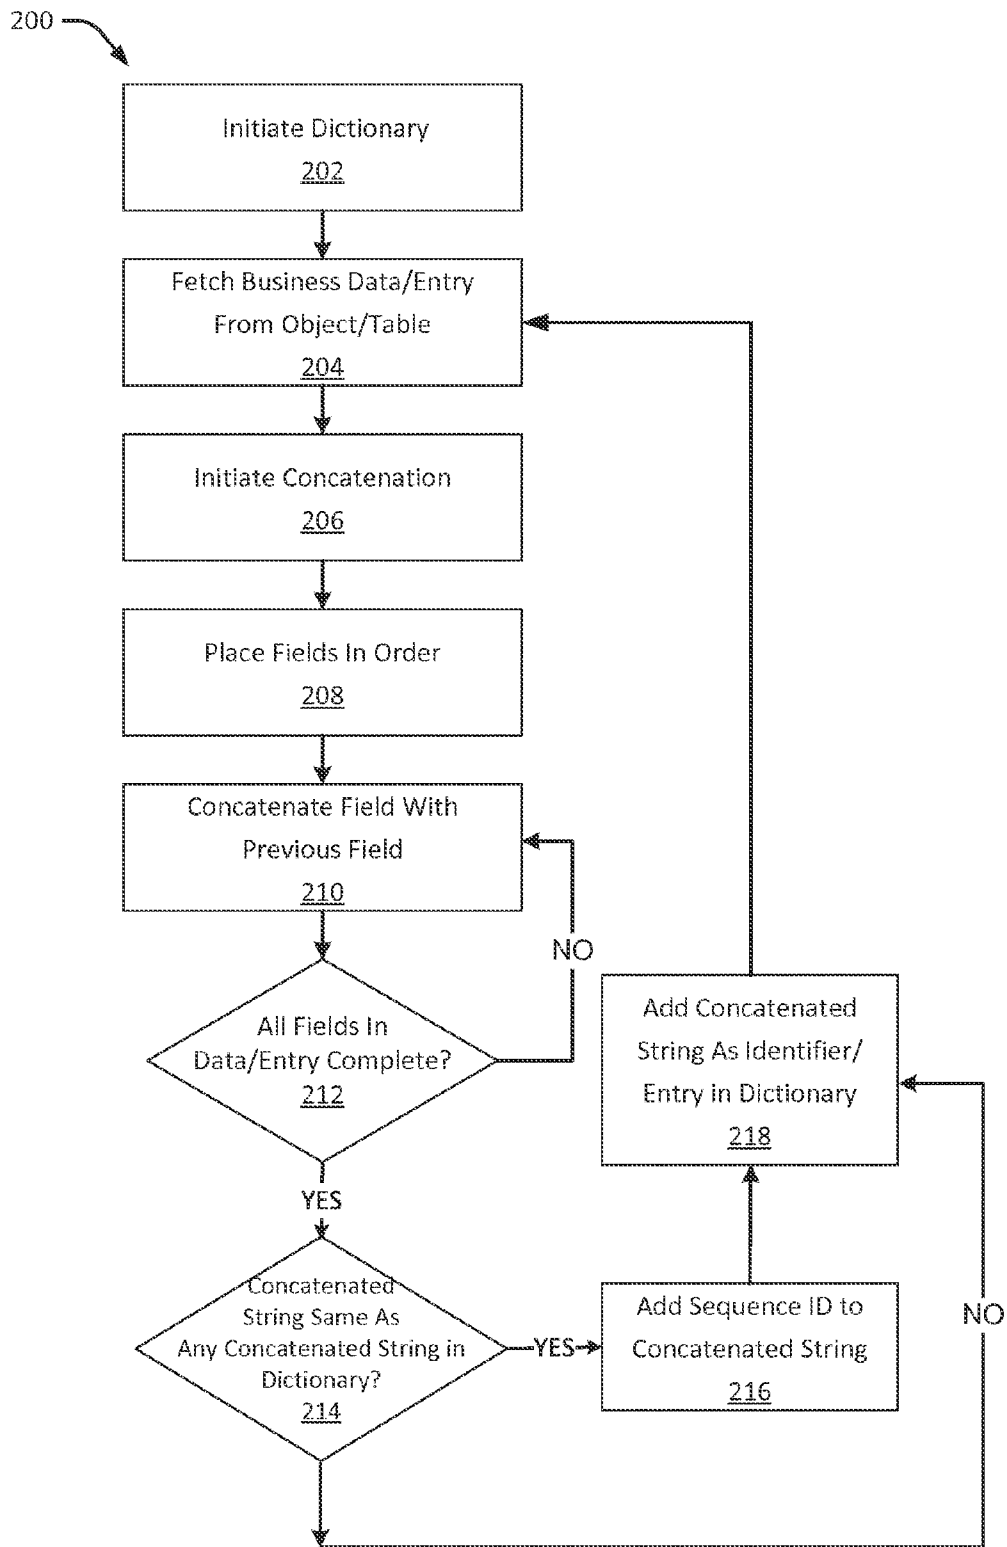 200
Initiate Dictionary
202
Fetch Business Data/Entry
From Object/Table
204
Initiate Concatenation
206
Place Fields In Order
208
Concatenate Field With
Previous Field
210
NO
All Fields In
Data/Entry Complete?
212
YES
Concatenated
String Same As
Any Concatenated String in
Dictionary?
214
YES
Add Sequence ID to
Concatenated String
216
Add Concatenated
String As Identifier/
Entry in Dictionary
218
NO